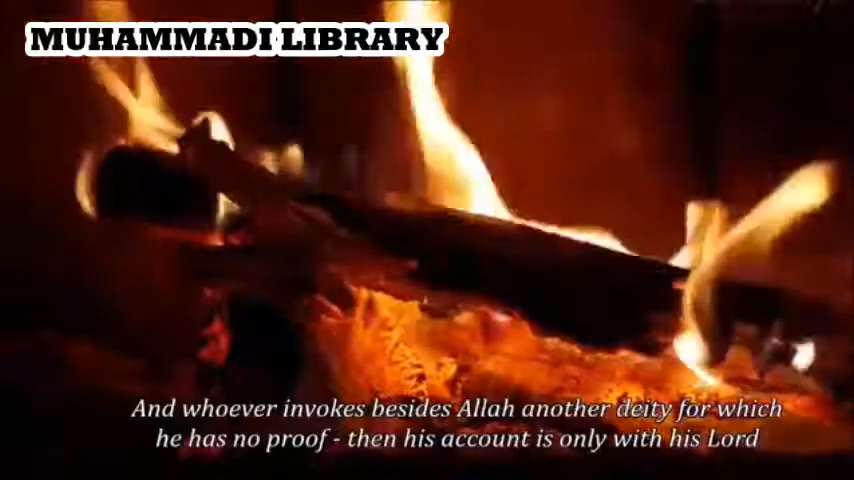 MUHAMMADI LIBRARY
And whoever invokes besides Allah another deity for which
he has no proof - then his account is only with his Lord